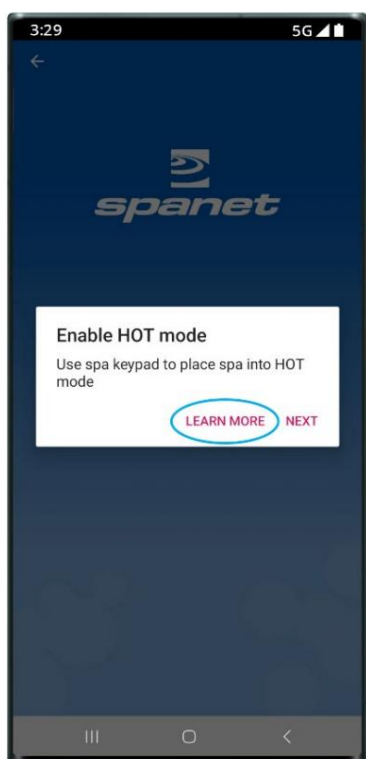 3:29
5G
spanet
Enable HOT mode
Use spa keypad to place spa into HOT
mode
LEARN MORE NEXT